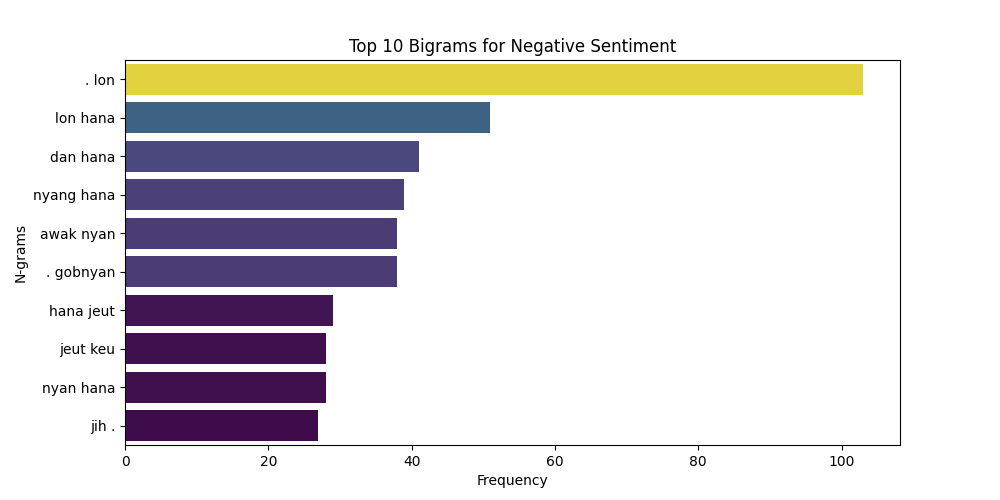 Top 10 Bigrams for Negative Sentiment
. lon
lon hana
dan hana
nyang hana
awak nyan
. gobnyan
hana jeut
jeut keu
nyan hana
jih .
N-grams
0 20 40 60 80 100
Frequency